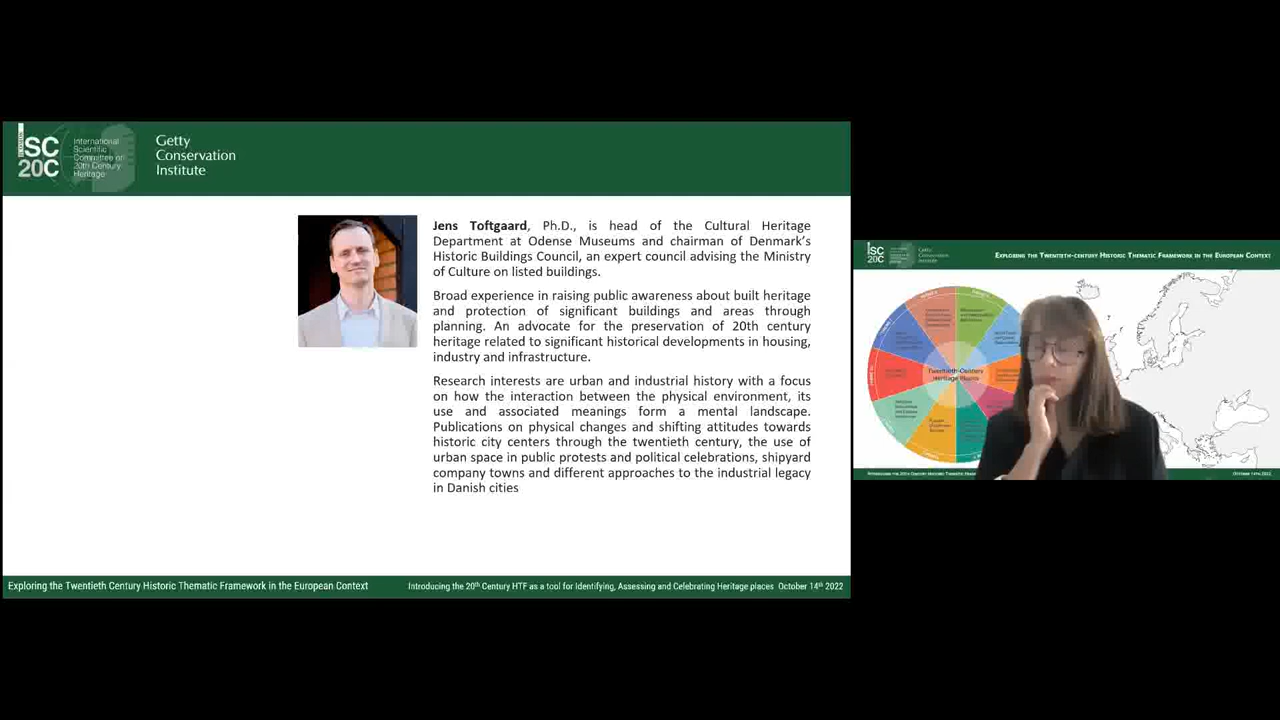 ISC
20C
International
Scientific
Committee on
20th Century
Heritage
Getty
Conservation
Institute
Jens Toftgaard, Ph.D., is head of the Cultural Heritage
Department at Odense Museums and chairman of Denmark's
Historic Buildings Council, an expert council advising the Ministry
of Culture on listed buildings.
Broad experience in raising public awareness about built heritage
and protection of significant buildings and areas through
planning. An advocate for the preservation of 20th century
heritage related to significant historical developments in housing,
industry and infrastructure.
Research interests are urban and industrial history with a focus
on how the interaction between the physical environment, its
use and associated meanings form a mental landscape.
Publications on physical changes and shifting attitudes towards
historic city centers through the twentieth century, the use of
urban space in public protests and political celebrations, shipyard
company towns and different approaches to the industrial legacy
in Danish cities
Exploring the Twentieth Century Historic Thematic Framework in the European Context
Introducing the 20th Century HTF as a tool for Identifying, Assessing and Celebrating Heritage places October 14th 2022
ISC
20C
Getty
Conservation
Institute
Exploring the Twentieth-century Historic Thematic Framework in the European Context
Twentieth-Century
Heritage Places
Introducing the 20th Century Historic Thematic
October 14th 2022